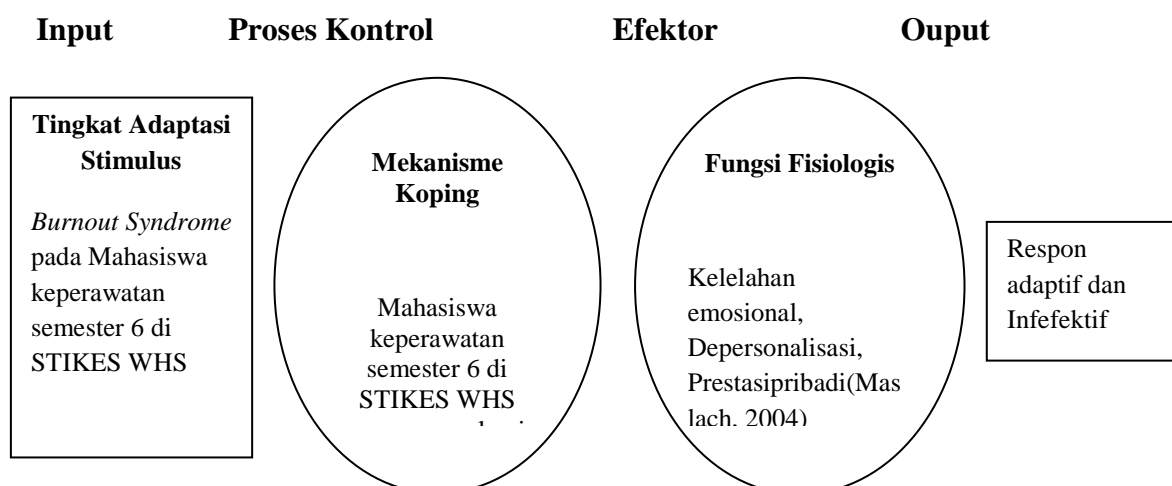 Input Proses Kontrol Efektor Ouput
Tingkat Adaptasi
Stimulus
Burnout Syndrome
pada Mahasiswa
keperawatan
semester 6 di
STIKES WHS
Mekanisme
Koping
Mahasiswa
keperawatan
semester 6 di
STIKES WHS
Fungsi Fisiologis
Kelelahan
emosional,
Depersonalisasi,
Prestasipribadi(Mas
lach, 2004)
Respon
adaptif dan
Infefektif